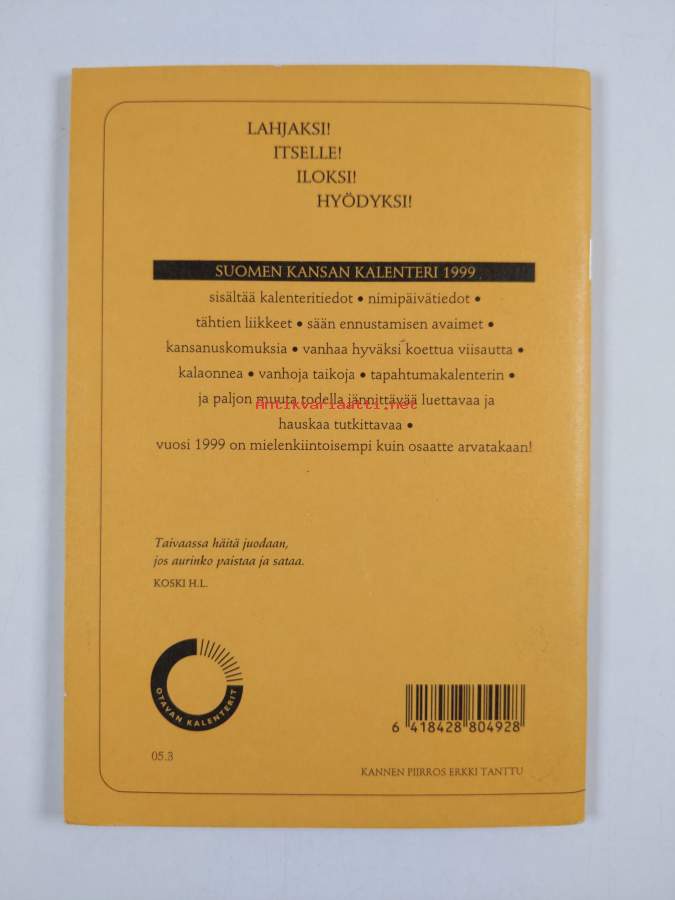 LAHJAKSI!
ITSELLE!
ILOKSI!
HYÖDYKSI!
SUOMEN KANSAN KALENTERI 1999
sisältää kalenteritiedot • nimipäivätiedot •
tähtien liikkeet • sään ennustamisen avaimet •
kansanuskomuksia • vanhaa hyväksi koettua viisautta •
kalaonnea • vanhoja taikoja • tapahtumakalenterin •
ja paljon muuta todella jännittävää luettavaa ja
Antikvariaatti.net
hauskaa tutkittavaa •
vuosi 1999 on mielenkiintoisempi kuin osaatte arvatakaan!
Taivaassa häitä juodaan,
jos aurinko paistaa ja sataa.
KOSKI H.L.
OTAVAN KALENTERIT
6 418428 804928
05.3
KANNEN PIIRROS ERKKI TANTTU